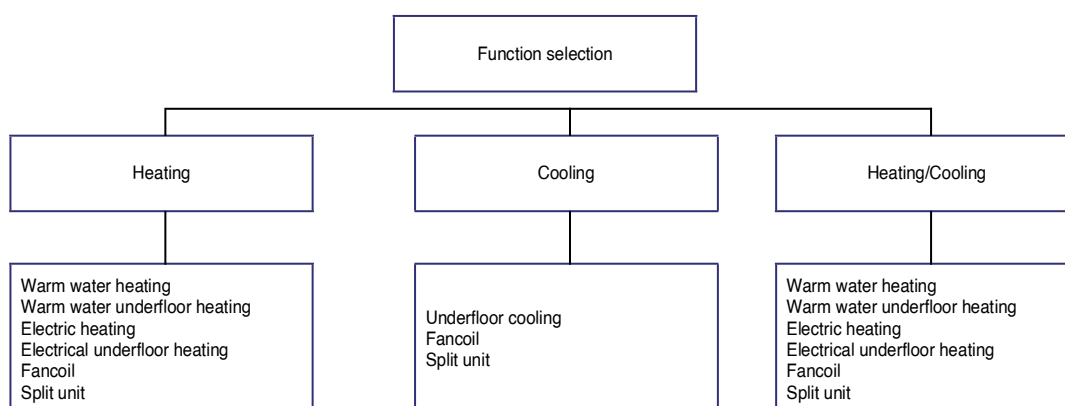 Function selection
Heating
Cooling
Heating/Cooling
Warm water heating
Warm water underfloor heating
Electric heating
Electrical underfloor heating
Fancoil
Split unit
Underfloor cooling
Fancoil
Split unit
Warm water heating
Warm water underfloor heating
Electric heating
Electrical underfloor heating
Fancoil
Split unit